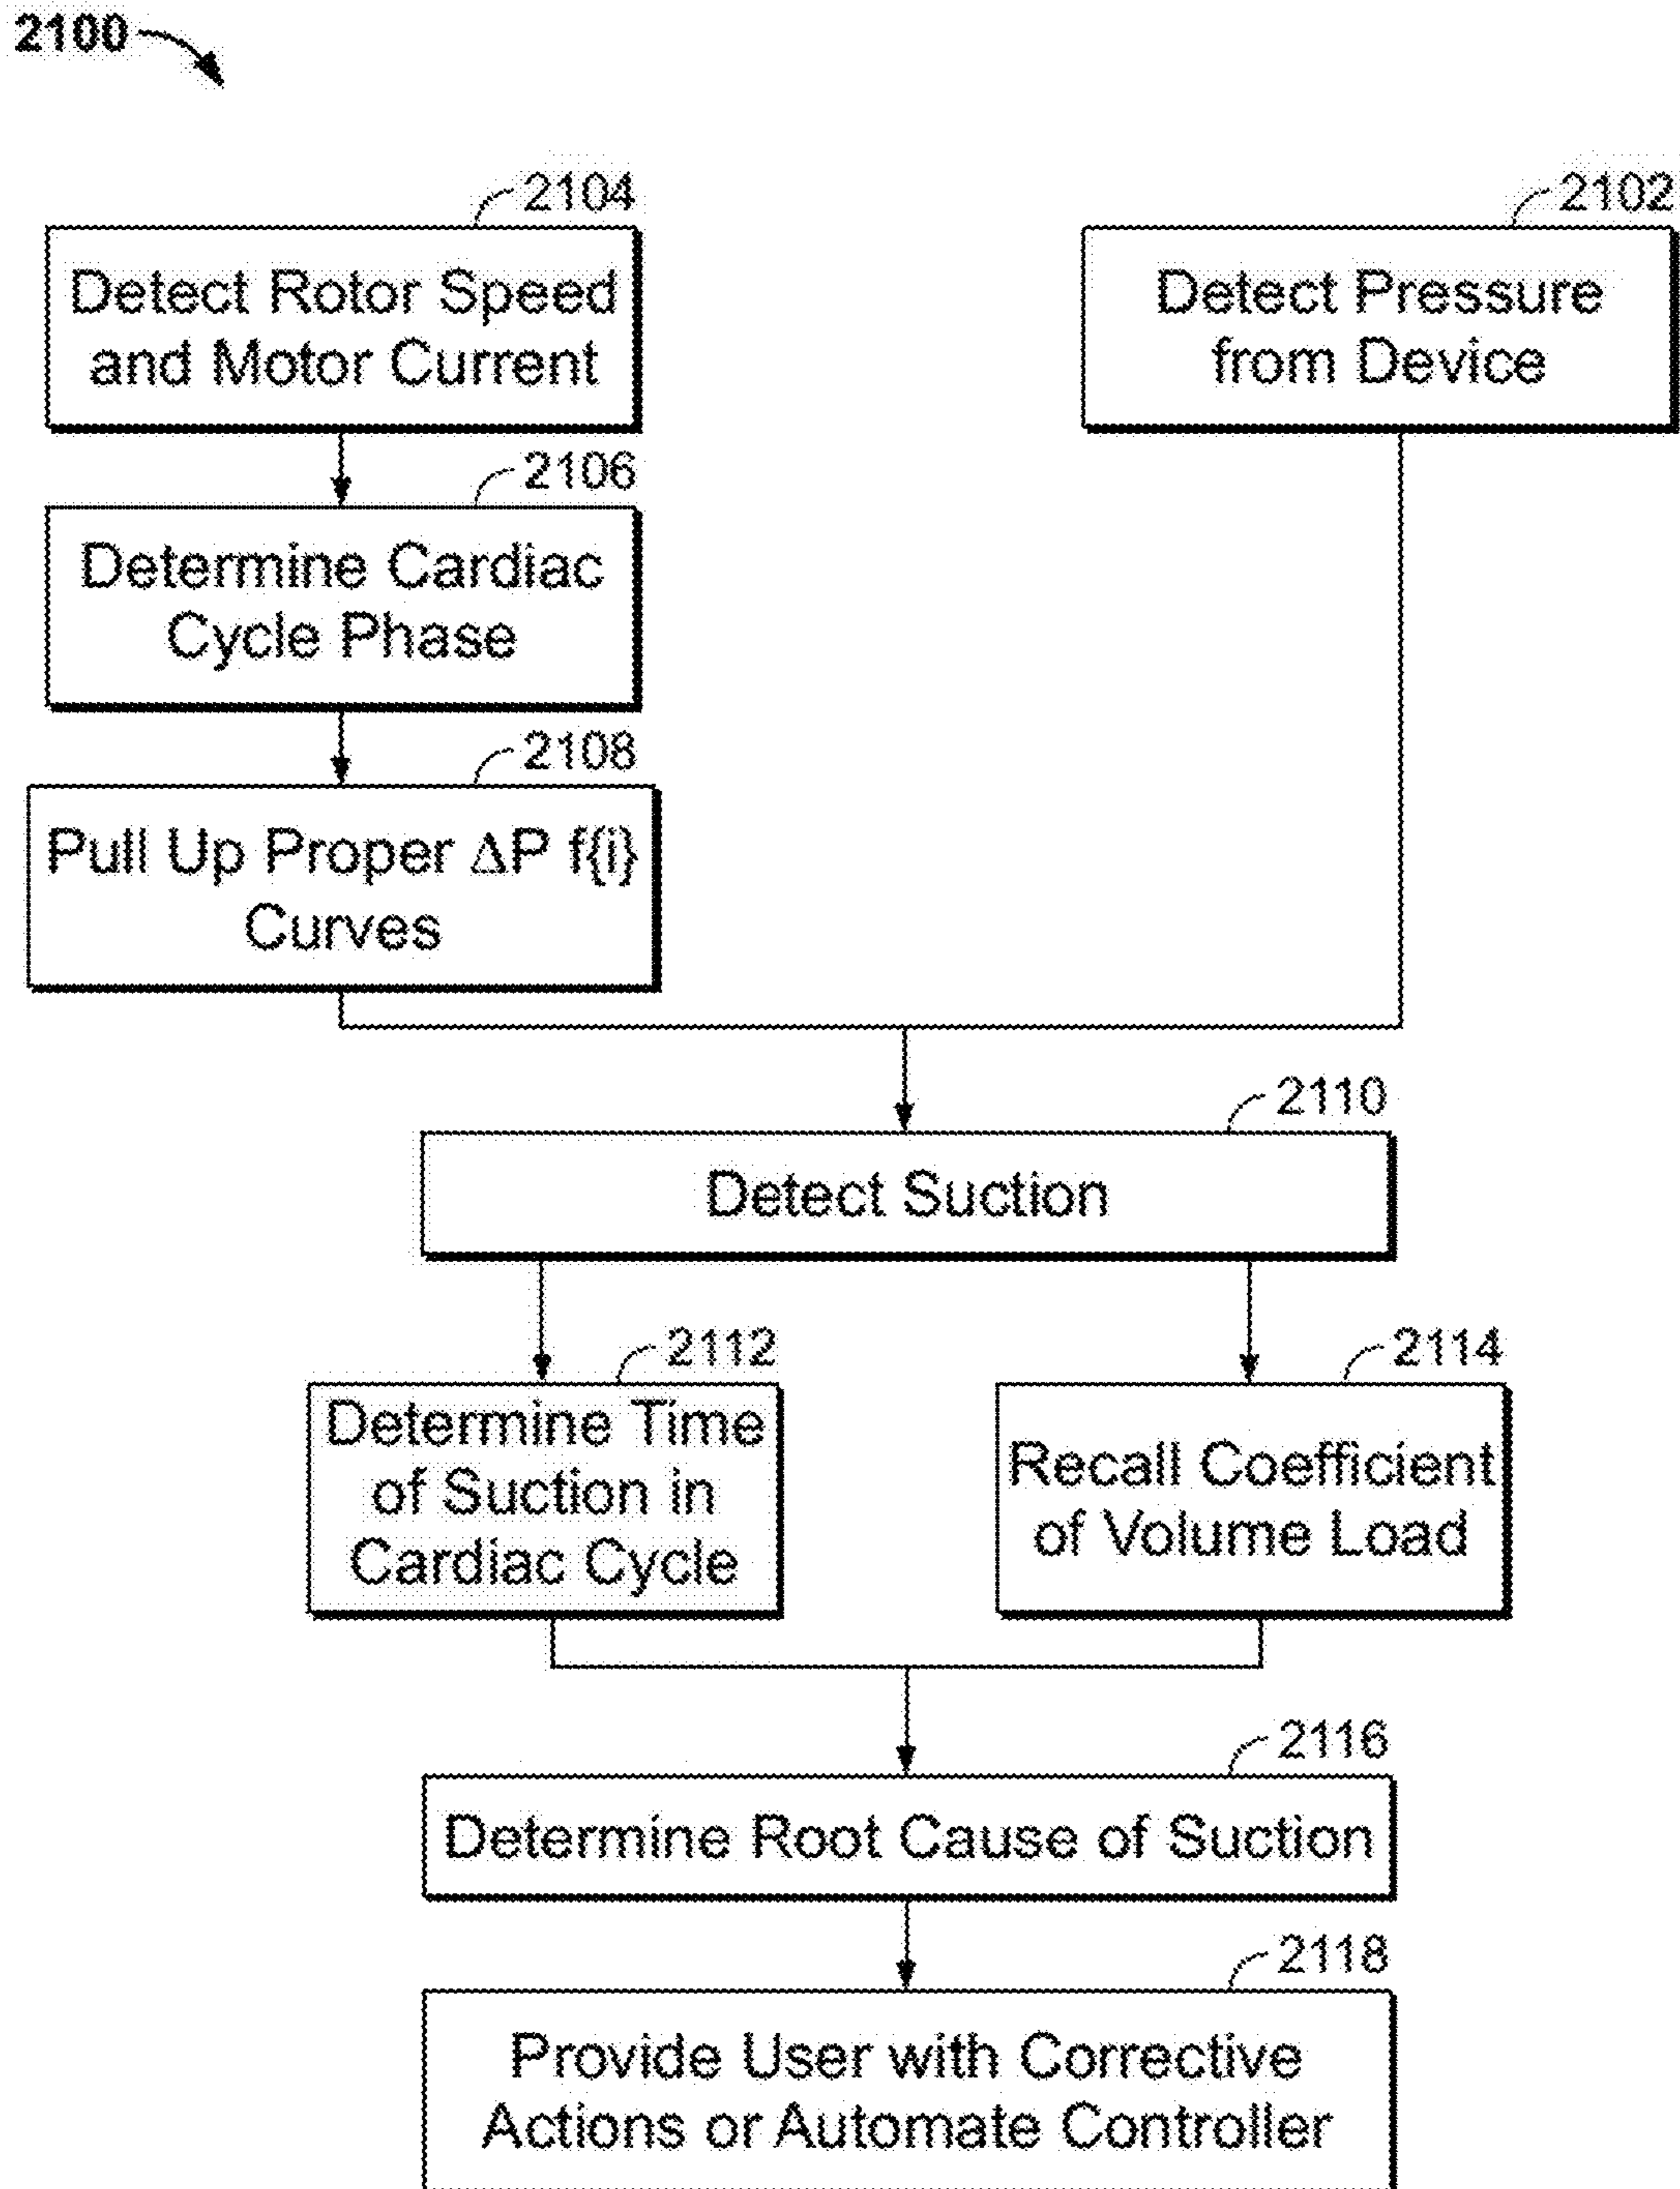 2100
2104
Detect Rotor Speed
and Motor Current
2102
Detect Pressure
from Device
2106
Determine Cardiac
Cycle Phase
2108
Pull Up Proper ΔP f{i}
Curves
2110
Detect Suction
2112
Determine Time
of Suction in
Cardiac Cycle
2114
Recall Coefficient
of Volume Load
2116
Determine Root Cause of Suction
2118
Provide User with Corrective
Actions or Automate Controller